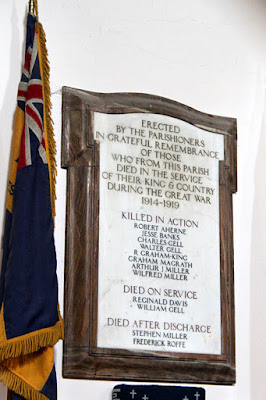 ERECTED
BY THE PARISHIONERS
IN GRATEFUL REMEMBRANCE
OF THOSE
WHO FROM THIS PARISH
DIED IN THE SERVICE
OF THEIR KING & COUNTRY
DURING THE GREAT WAR
1914-1919
KILLED IN ACTION
ROBERT AHERNE
JESSE BANKS
CHARLES GELL
WALTER GELL
R GRAHAM-KING
GRAHAM MAGRATH
ARTHUR J MILLER
WILFRED MILLER
DIED ON SERVICE
REGINALD DAVIS
WILLIAM GELL
DIED AFTER DISCHARGE
STEPHEN MILLER
FREDERICK ROFFE